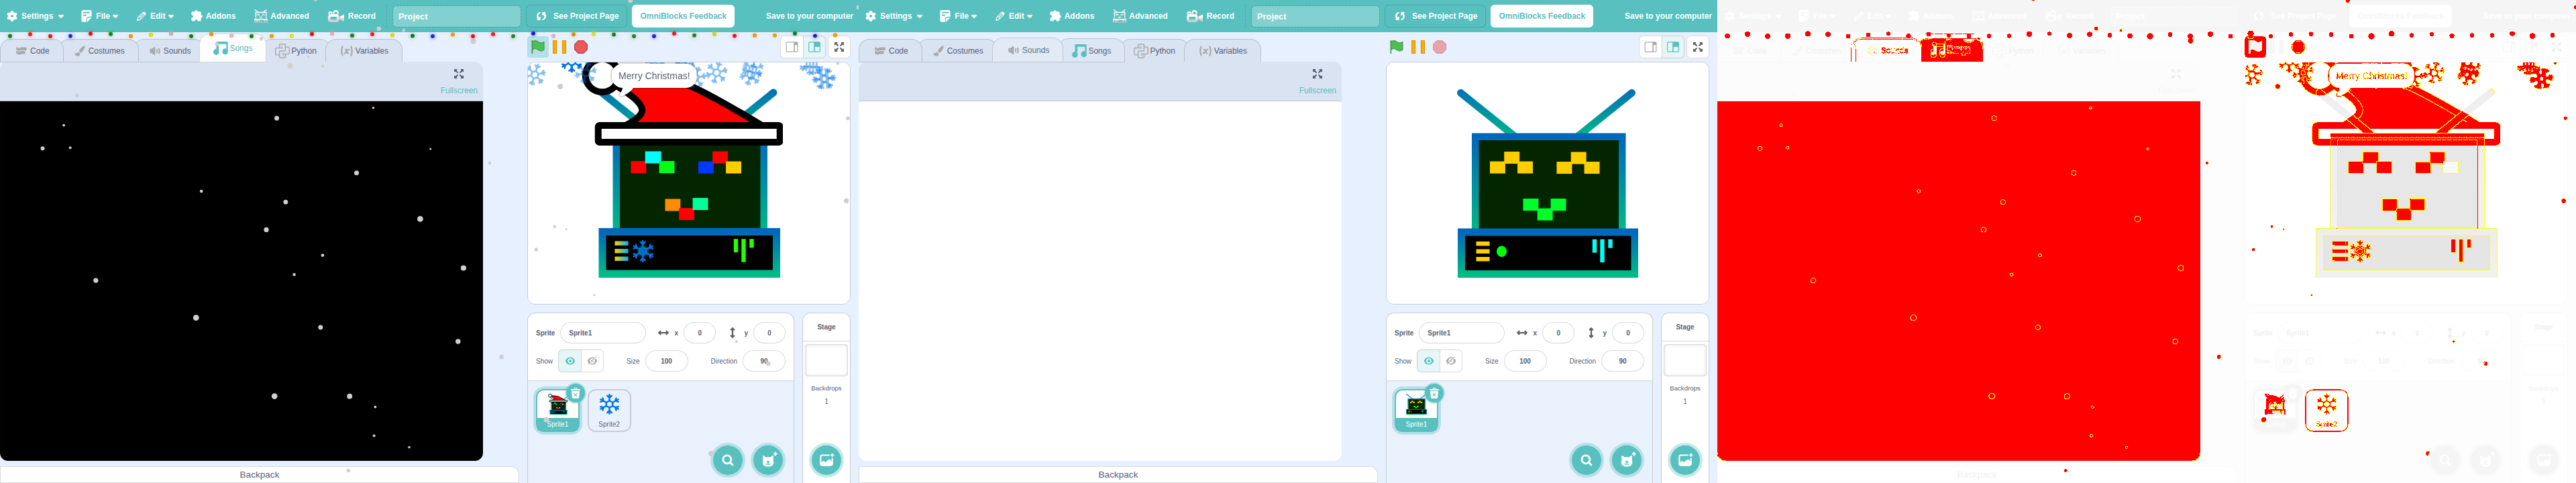 Settings File Edit Addons Advanced Record Project See Project Page OmniBlocks Feedback Save to your computer
Code Costumes Sounds Songs Python (x) Variables
Fullscreen
Merry Christmas!
Sprite Sprite1 x 0 y 0
Show Size 100 Direction 90
Stage
Backdrops
1
Sprite1 Sprite2
Backpack
Settings File Edit Addons Advanced Record Project See Project Page OmniBlocks Feedback Save to your computer
Code Costumes Sounds Songs Python (x) Variables
Fullscreen
Sprite Sprite1 x 0 y 0
Show Size 100 Direction 90
Stage
Backdrops
1
Sprite1
Backpack
Sounds
Merry Christmas!
Sprite2
Backpack